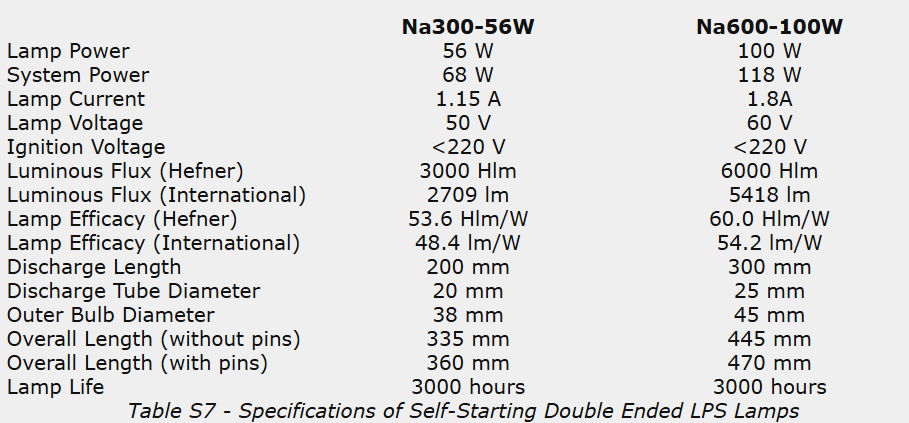 Na300-56W Na600-100W
Lamp Power 56 W 100 W
System Power 68 W 118 W
Lamp Current 1.15 A 1.8A
Lamp Voltage 50 V 60 V
Ignition Voltage <220 V <220 V
Luminous Flux (Hefner) 3000 Hlm 6000 Hlm
Luminous Flux (International) 2709 lm 5418 lm
Lamp Efficacy (Hefner) 53.6 Hlm/W 60.0 Hlm/W
Lamp Efficacy (International) 48.4 lm/W 54.2 lm/W
Discharge Length 200 mm 300 mm
Discharge Tube Diameter 20 mm 25 mm
Outer Bulb Diameter 38 mm 45 mm
Overall Length (without pins) 335 mm 445 mm
Overall Length (with pins) 360 mm 470 mm
Lamp Life 3000 hours 3000 hours
Table S7 - Specifications of Self-Starting Double Ended LPS Lamps